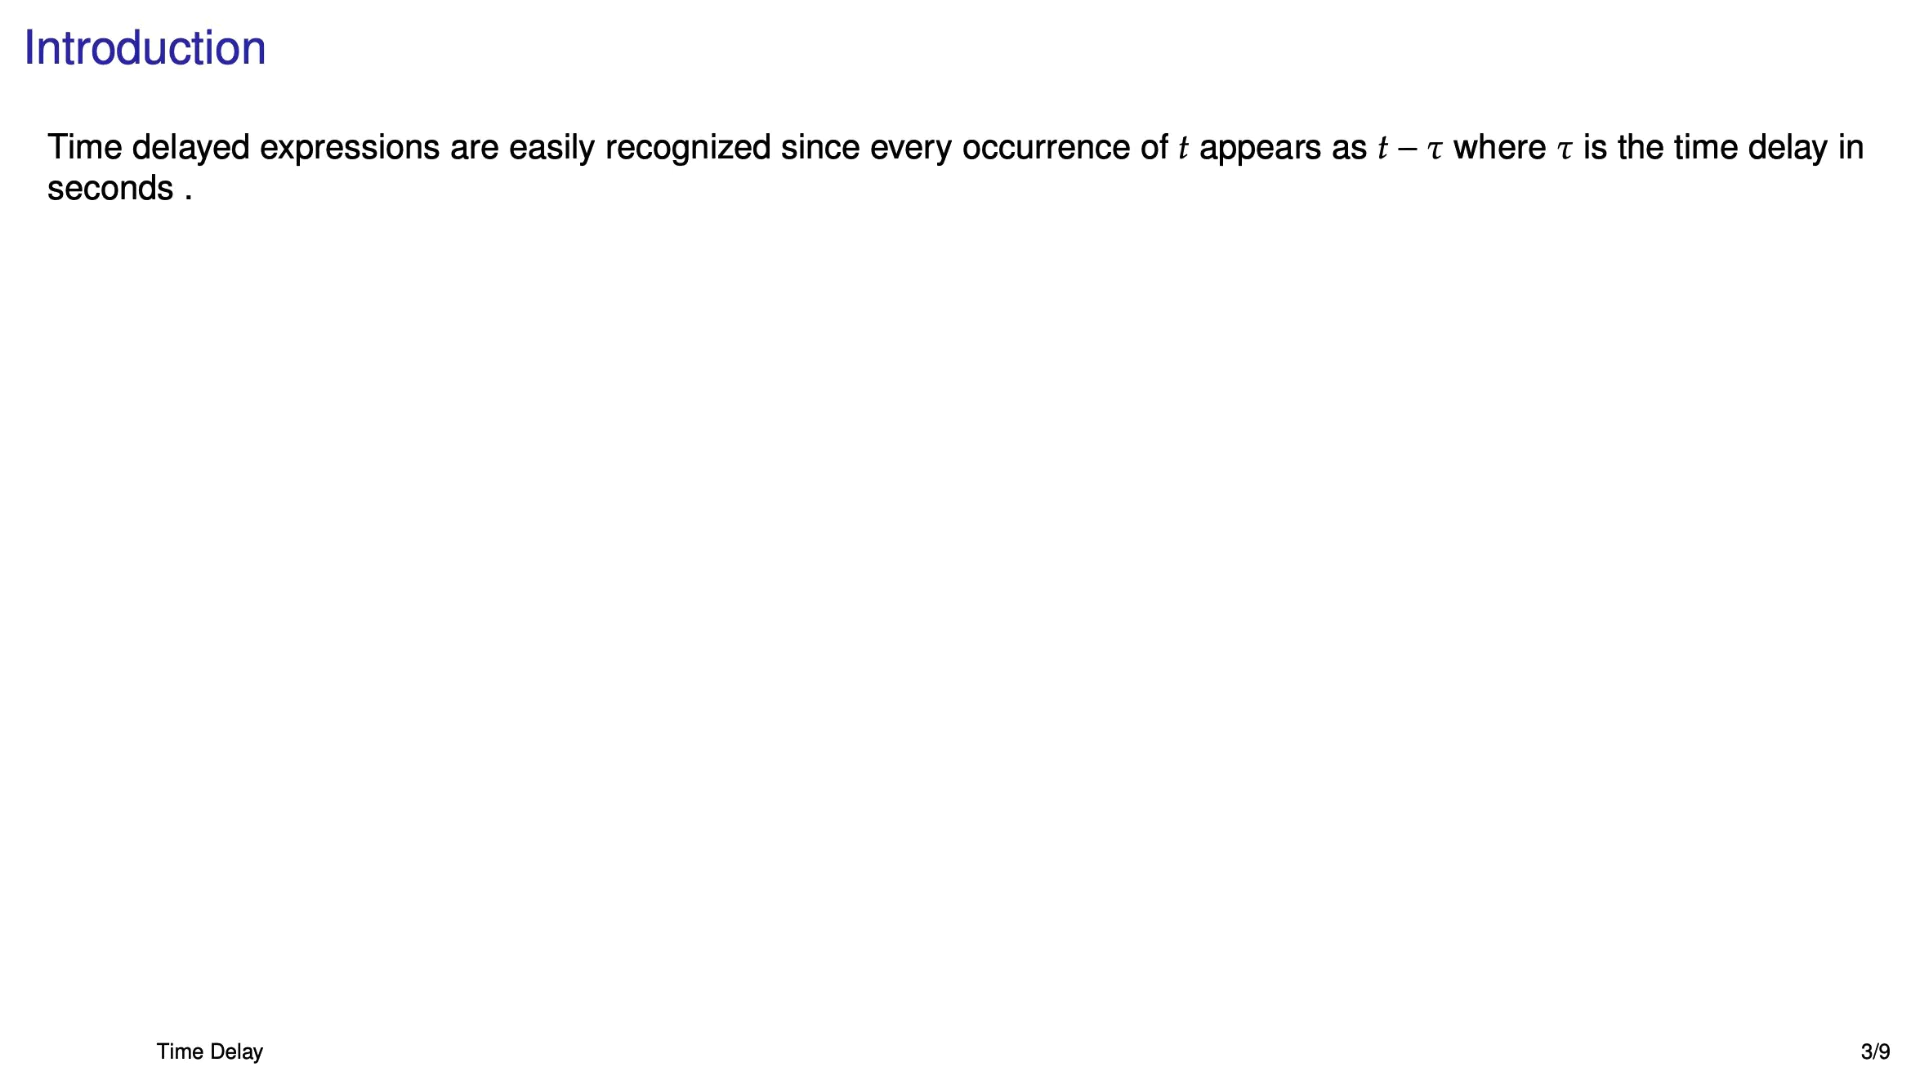 Introduction
Time delayed expressions are easily recognized since every occurrence of t appears as t − τ where τ is the time delay in
seconds .
Time Delay
3/9